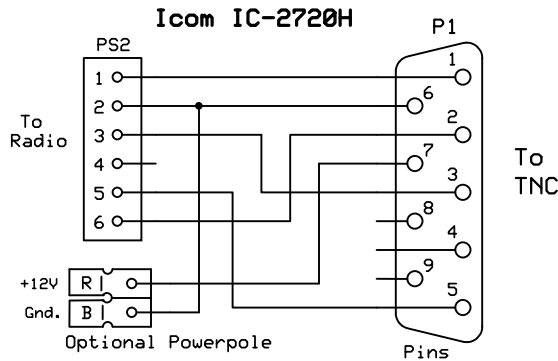 Icom IC-2720H
PS2
P1
To
Radio
1
2
3
4
5
6
1
6
2
7
3
8
4
9
5
To
TNC
+12V
R
Gnd.
B
Optional Powerpole
Pins